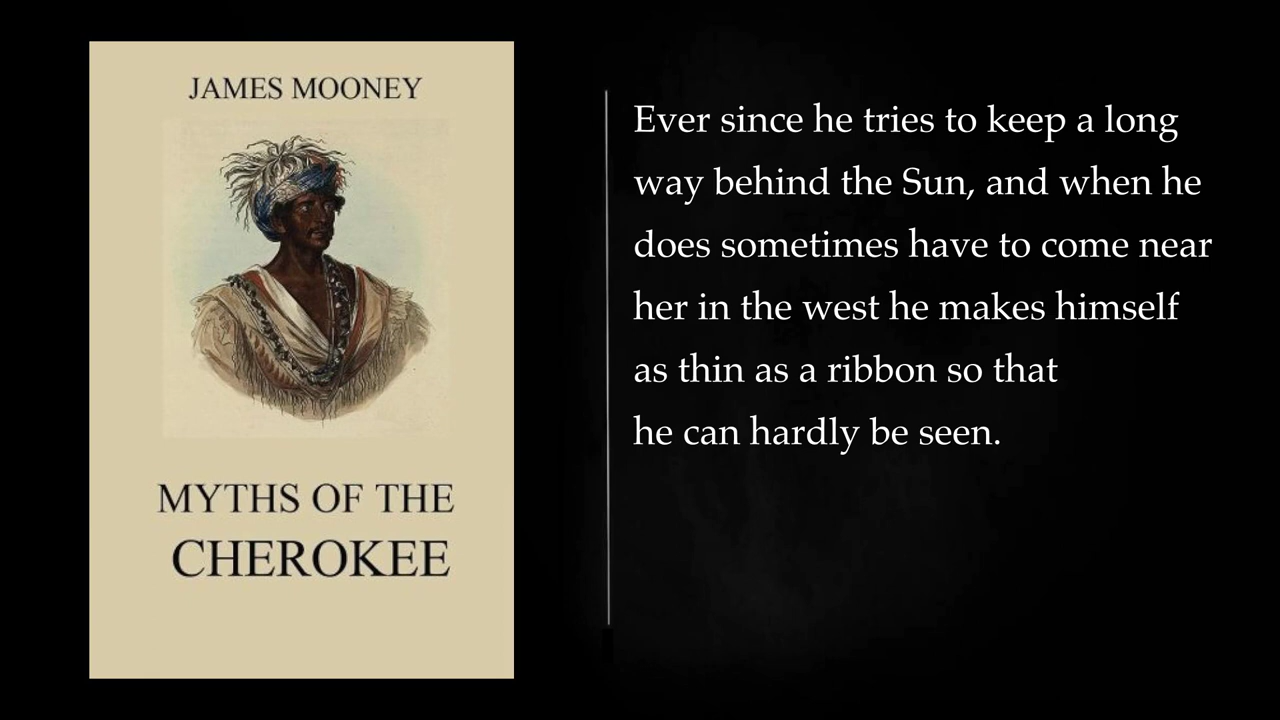 JAMES MOONEY
MYTHS OF THE
CHEROKEE
Ever since he tries to keep a long
way behind the Sun, and when he
does sometimes have to come near
her in the west he makes himself
as thin as a ribbon so that
he can hardly be seen.